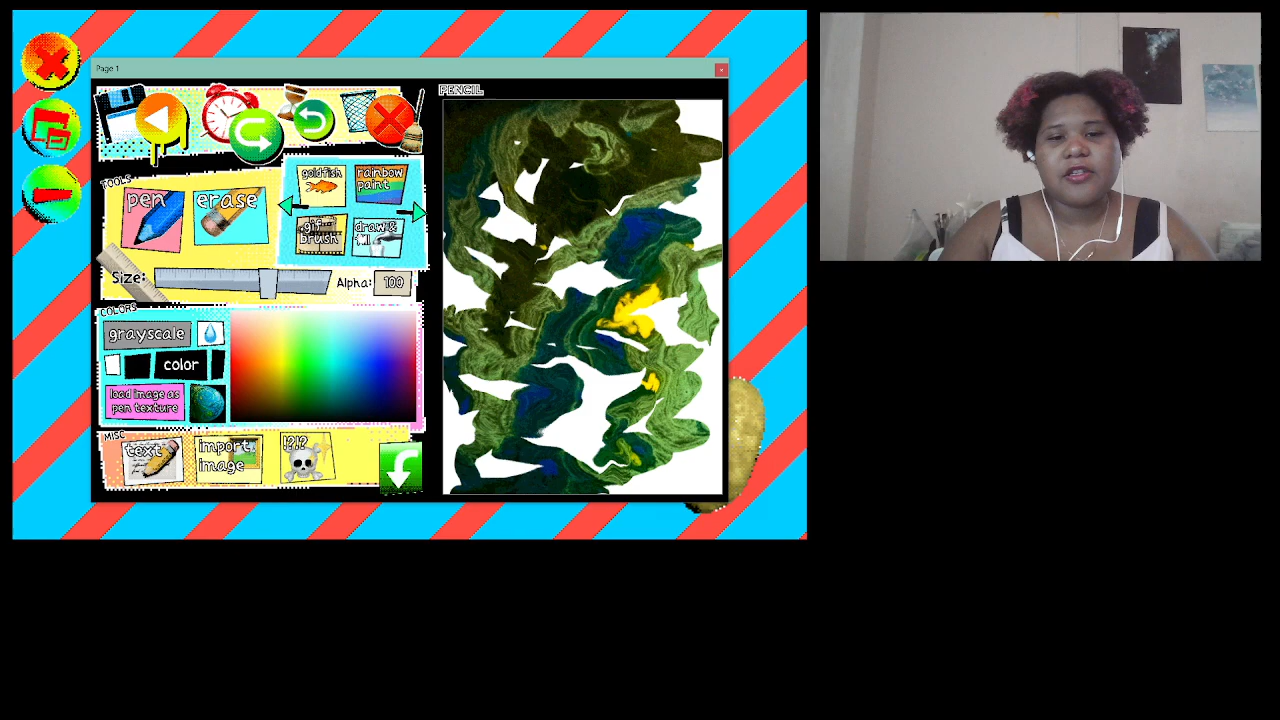 Page 1
PENCIL
TOOLS
pen
erase
goldfish
rainbow
paint
gif
brush
draw &
fill
Size:
Alpha: 100
COLORS
grayscale
color
load image as
pen texture
MISC
text
import
image
!?!?